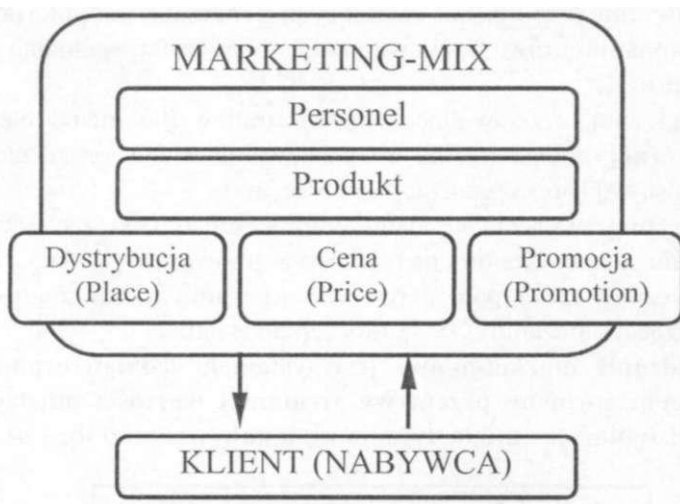 MARKETING-MIX
Personel
Produkt
Dystrybucja
(Place)
Cena
(Price)
Promocja
(Promotion)
KLIENT (NABYWCA)